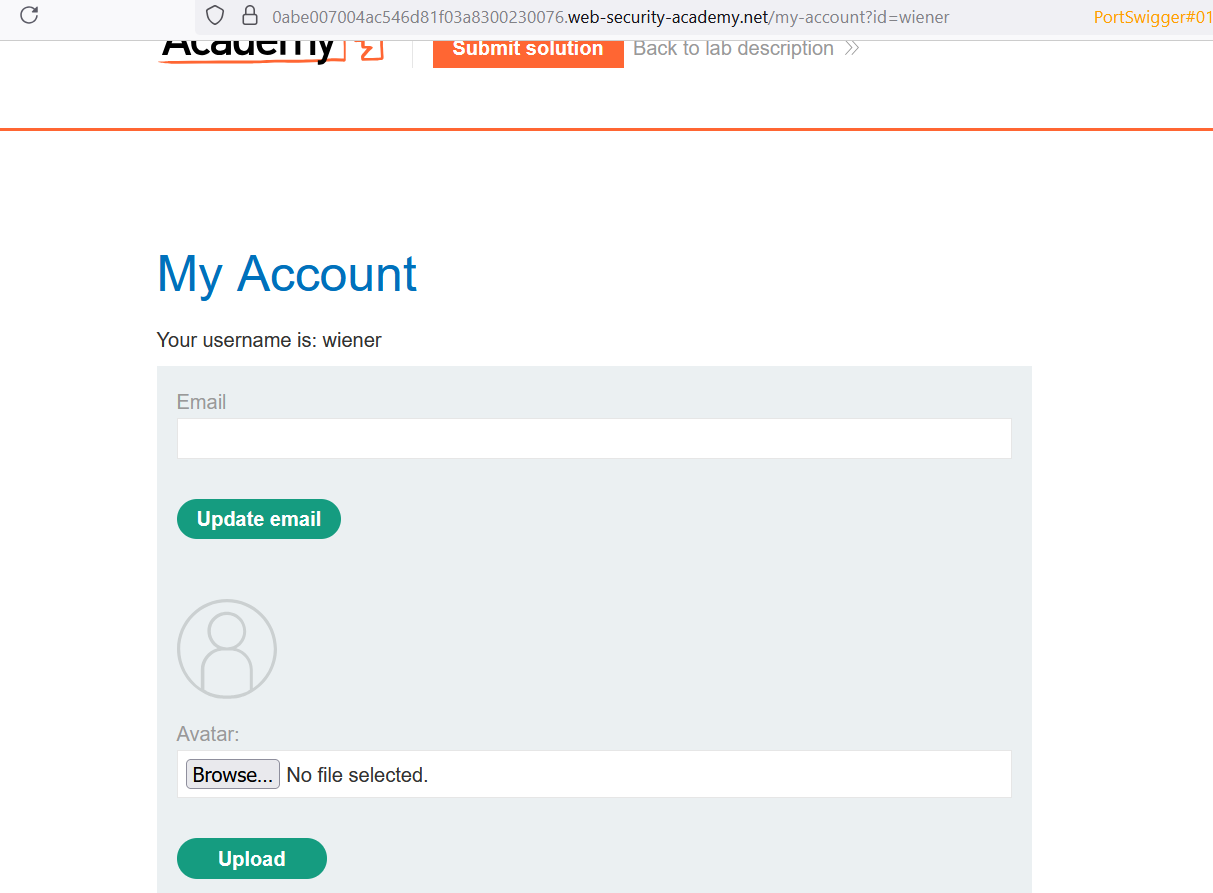 0abe007004ac546d81f03a8300230076.web-security-academy.net/my-account?id=wiener PortSwigger#01
Academy Submit solution Back to lab description
My Account
Your username is: wiener
Email
Update email
Avatar:
Browse... No file selected.
Upload